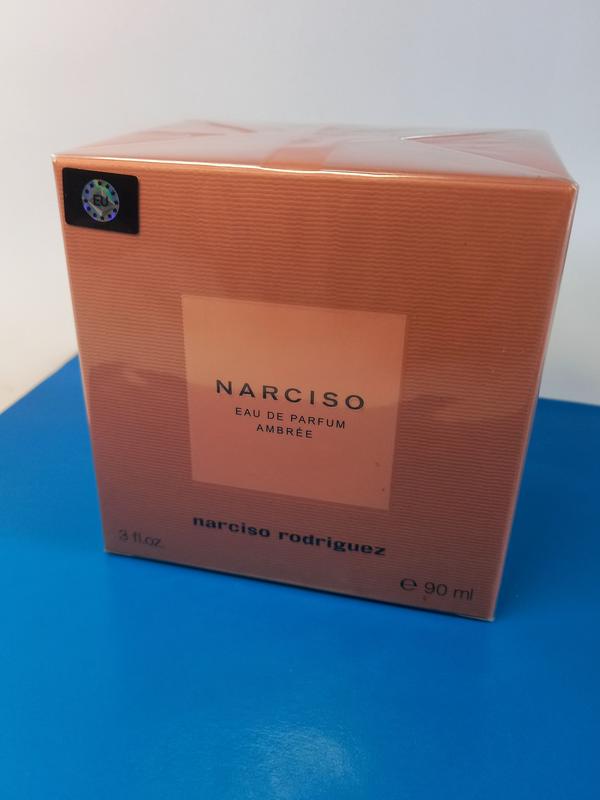 EU
NARCISO
EAU DE PARFUM
AMBRÉE
narciso rodriguez
3 fl.oz.
℮ 90 ml